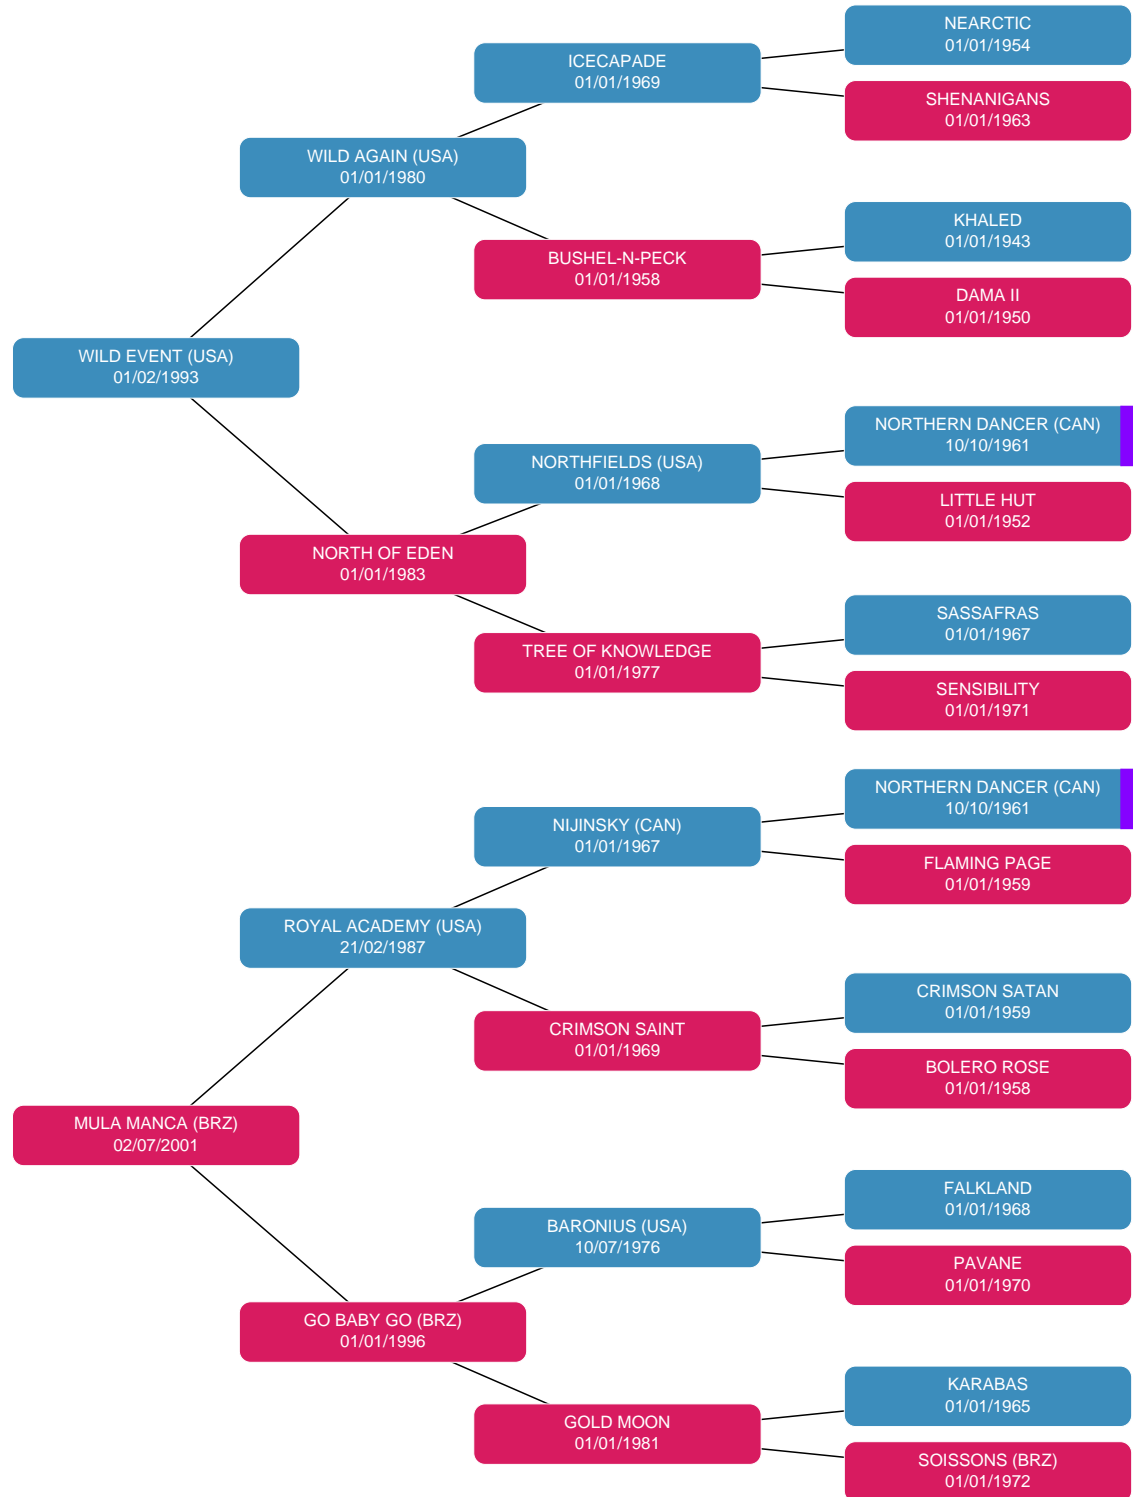 NEARCTIC
01/01/1954
ICECAPADE
01/01/1969
SHENANIGANS
01/01/1963
WILD AGAIN (USA)
01/01/1980
KHALED
01/01/1943
BUSHEL-N-PECK
01/01/1958
DAMA II
01/01/1950
WILD EVENT (USA)
01/02/1993
NORTHERN DANCER (CAN)
10/10/1961
NORTHFIELDS (USA)
01/01/1968
LITTLE HUT
01/01/1952
NORTH OF EDEN
01/01/1983
SASSAFRAS
01/01/1967
TREE OF KNOWLEDGE
01/01/1977
SENSIBILITY
01/01/1971
NORTHERN DANCER (CAN)
10/10/1961
NIJINSKY (CAN)
01/01/1967
FLAMING PAGE
01/01/1959
ROYAL ACADEMY (USA)
21/02/1987
CRIMSON SATAN
01/01/1959
CRIMSON SAINT
01/01/1969
BOLERO ROSE
01/01/1958
MULA MANCA (BRZ)
02/07/2001
FALKLAND
01/01/1968
BARONIUS (USA)
10/07/1976
PAVANE
01/01/1970
GO BABY GO (BRZ)
01/01/1996
KARABAS
01/01/1965
GOLD MOON
01/01/1981
SOISSONS (BRZ)
01/01/1972